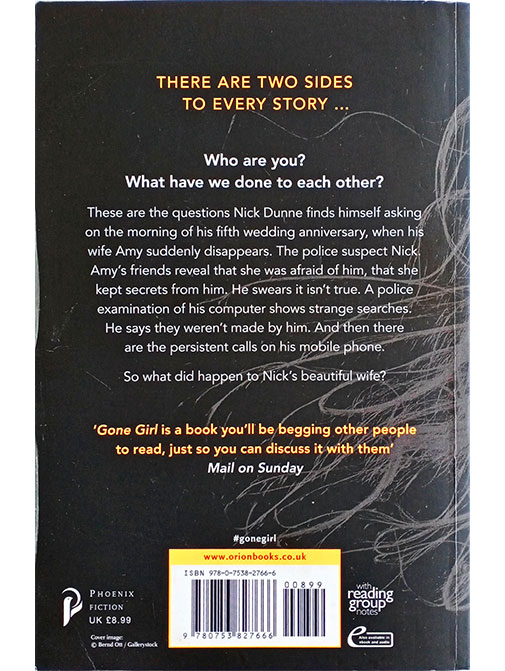 THERE ARE TWO SIDES
TO EVERY STORY ...
Who are you?
What have we done to each other?
These are the questions Nick Dunne finds himself asking
on the morning of his fifth wedding anniversary, when his
wife Amy suddenly disappears. The police suspect Nick.
Amy's friends reveal that she was afraid of him, that she
kept secrets from him. He swears it isn't true. A police
examination of his computer shows strange searches.
He says they weren't made by him. And then there
are the persistent calls on his mobile phone.
So what did happen to Nick's beautiful wife?
'Gone Girl is a book you'll be begging other people
to read, just so you can discuss it with them'
Mail on Sunday
#gonegirl
www.orionbooks.co.uk
ISBN 978-0-7538-2766-6
00899
9 780753 827666
PHOENIX
FICTION
UK £8.99
Cover image:
© Bernd Ott / Gallerystock
with
reading
group
notes
e
Also available in
ebook and audio